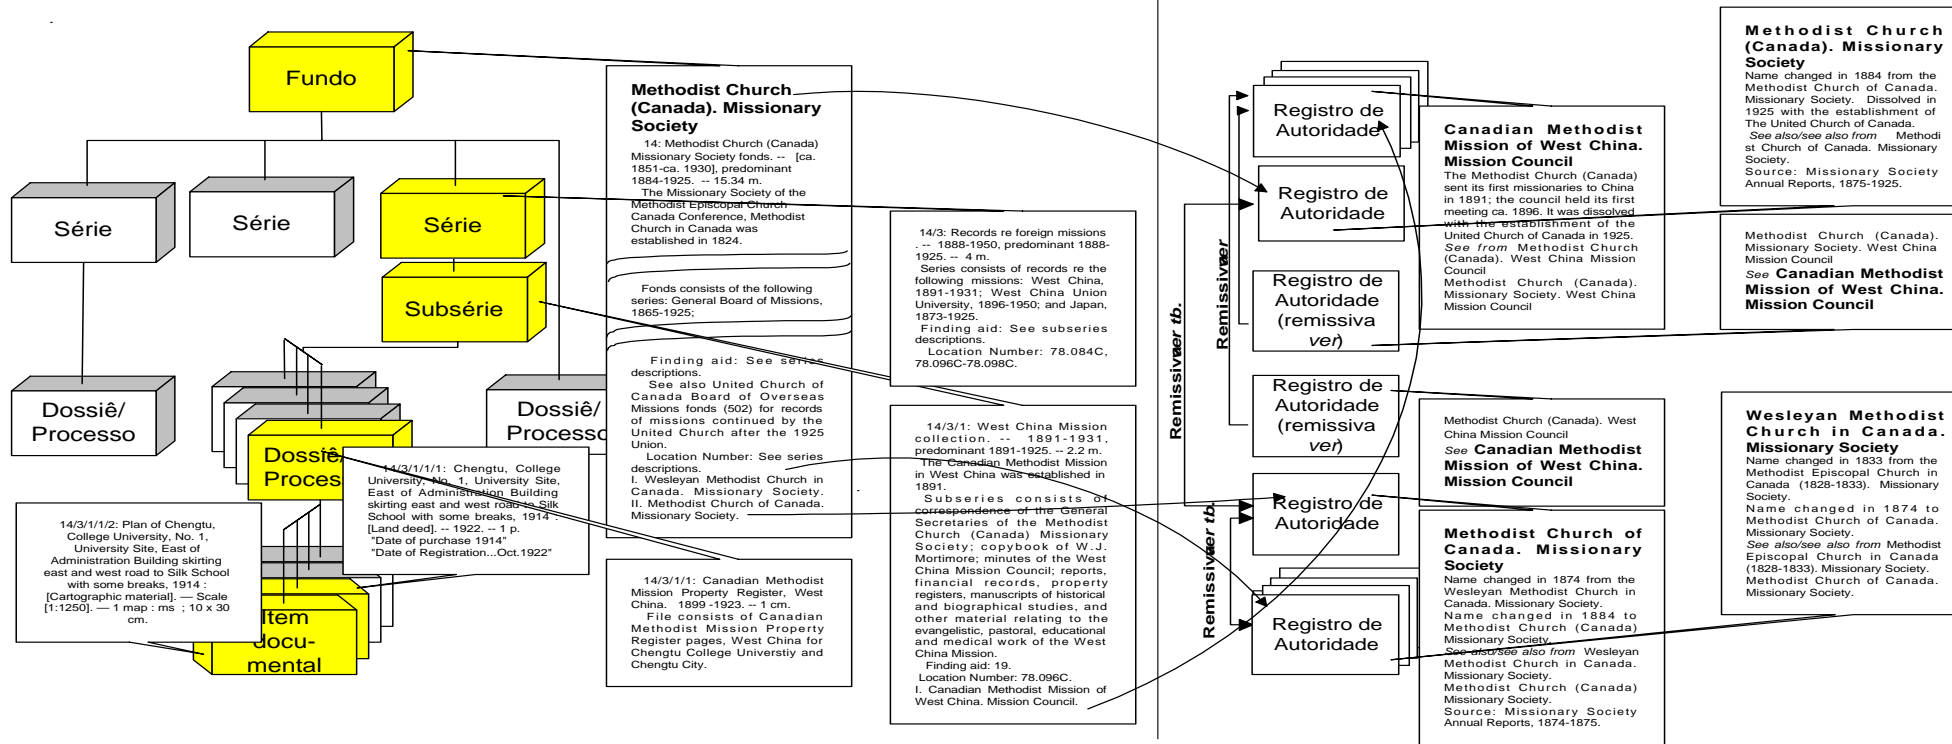 Fundo
Série
Série
Série
Subsérie
Dossiê/
Processo
Dossiê/
Processo
Dossiê/
Proces
Item
docu-
mental
14/3/1/1/2: Plan of Chengtu,
College University, No. 1,
University Site, East of
Administration Building skirting
east and west road to Silk School
with some breaks, 1914 :
[Cartographic material]. — Scale
[1:1250]. — 1 map : ms ; 10 x 30
cm.
14/3/1/1/1: Chengtu, College
University, No. 1, University Site,
East of Administration Building
skirting east and west road to Silk
School with some breaks, 1914 :
[Land deed]. -- 1922. -- 1 p.
"Date of purchase 1914"
"Date of Registration...Oct.1922"
Methodist Church
(Canada). Missionary
Society
14: Methodist Church (Canada)
Missionary Society fonds. -- [ca.
1851-ca. 1930], predominant
1884-1925. -- 15.34 m.
The Missionary Society of the
Methodist Episcopal Church
Canada Conference, Methodist
Church in Canada was
established in 1824.
Fonds consists of the following
series: General Board of Missions,
1865-1925;
Finding aid: See series
descriptions.
See also United Church of
Canada Board of Overseas
Missions fonds (502) for records
of missions continued by the
United Church after the 1925
Union.
Location Number: See series
descriptions.
I. Wesleyan Methodist Church in
Canada. Missionary Society.
II. Methodist Church of Canada.
Missionary Society.
14/3/1/1: Canadian Methodist
Mission Property Register, West
China. 1899 -1923. -- 1 cm.
File consists of Canadian
Methodist Mission Property
Register pages, West China for
Chengtu College Universtiy and
Chengtu City.
14/3: Records re foreign missions
. -- 1888-1950, predominant 1888-
1925. -- 4 m.
Series consists of records re the
following missions: West China,
1891-1931; West China Union
University, 1896-1950; and Japan,
1873-1925.
Finding aid: See subseries
descriptions.
Location Number: 78.084C,
78.096C-78.098C.
14/3/1: West China Mission
collection. -- 1891-1931,
predominant 1891-1925. -- 2.2 m.
The Canadian Methodist Mission
in West China was established in
1891.
Subseries consists of
correspondence of the General
Secretaries of the Methodist
Church (Canada) Missionary
Society; copybook of W.J.
Mortimore; minutes of the West
China Mission Council; reports,
financial records, property
registers, manuscripts of historical
and biographical studies, and
other material relating to the
evangelistic, pastoral, educational
and medical work of the West
China Mission.
Finding aid: 19.
Location Number: 78.096C.
I. Canadian Methodist Mission of
West China. Mission Council.
Remissiva ver tb.
Remissiva ver
Remissiva ver tb.
Registro de
Autoridade
Registro de
Autoridade
Registro de
Autoridade
(remissiva
ver)
Registro de
Autoridade
(remissiva
ver)
Registro de
Autoridade
Registro de
Autoridade
Canadian Methodist
Mission of West China.
Mission Council
The Methodist Church (Canada)
sent its first missionaries to China
in 1891; the council held its first
meeting ca. 1896. It was dissolved
with the establishment of the
United Church of Canada in 1925.
See from Methodist Church
(Canada). West China Mission
Council
Methodist Church (Canada).
Missionary Society. West China
Mission Council
Methodist Church (Canada). West
China Mission Council
See Canadian Methodist
Mission of West China.
Mission Council
Methodist Church of
Canada. Missionary
Society
Name changed in 1874 from the
Wesleyan Methodist Church in
Canada. Missionary Society.
Name changed in 1884 to
Methodist Church (Canada)
Missionary Society.
See also/see also from Wesleyan
Methodist Church in Canada.
Missionary Society.
Methodist Church (Canada)
Missionary Society.
Source: Missionary Society
Annual Reports, 1874-1875.
Methodist Church
(Canada). Missionary
Society
Name changed in 1884 from the
Methodist Church of Canada.
Missionary Society. Dissolved in
1925 with the establishment of
The United Church of Canada.
See also/see also from Methodi
st Church of Canada. Missionary
Society.
Source: Missionary Society
Annual Reports, 1875-1925.
Methodist Church (Canada).
Missionary Society. West China
Mission Council
See Canadian Methodist
Mission of West China.
Mission Council
Wesleyan Methodist
Church in Canada.
Missionary Society
Name changed in 1833 from the
Methodist Episcopal Church in
Canada (1828-1833). Missionary
Society.
Name changed in 1874 to
Methodist Church of Canada.
Missionary Society.
See also/see also from Methodist
Episcopal Church in Canada
(1828-1833). Missionary Society.
Methodist Church of Canada.
Missionary Society.